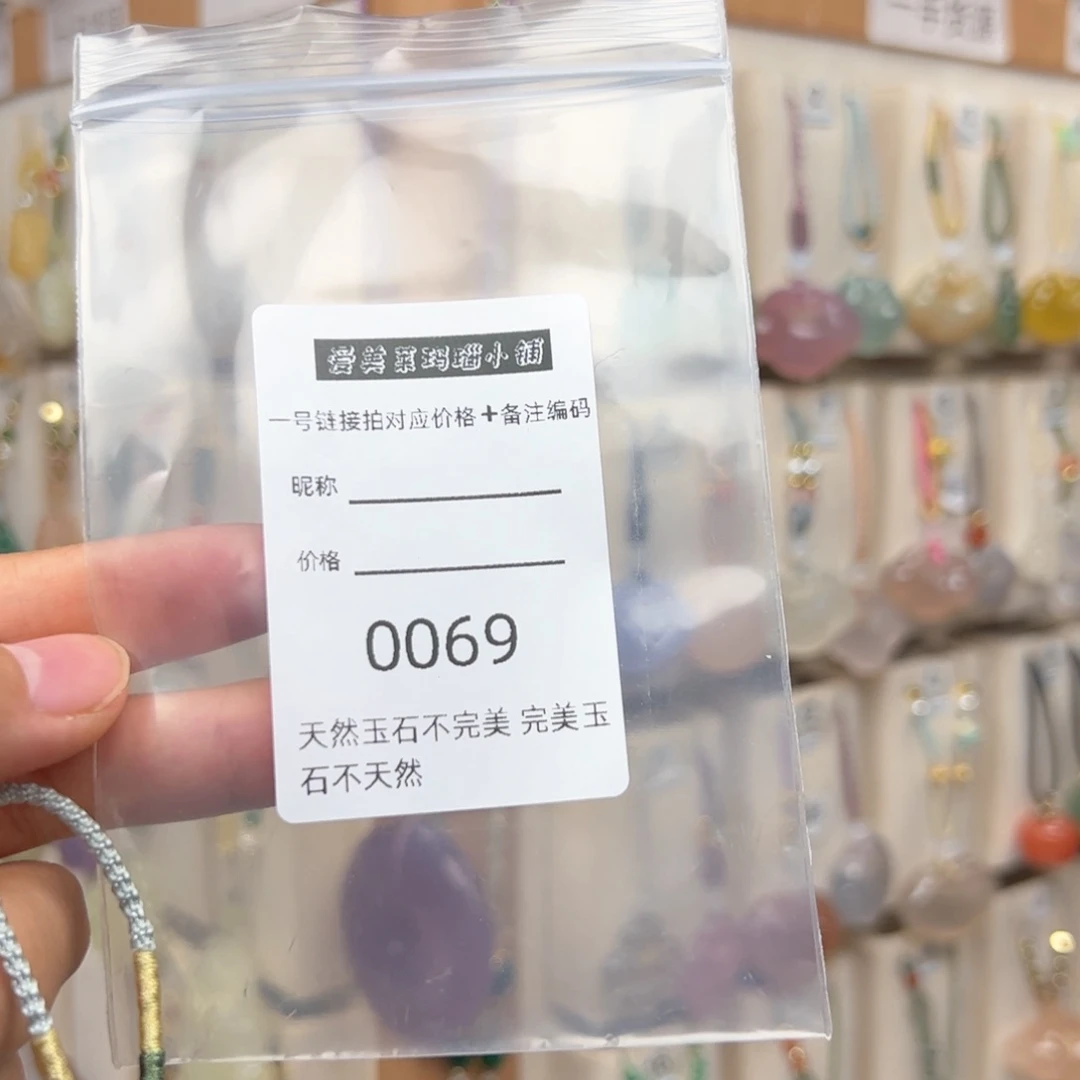 爱美莱玛瑙小铺
一号链接拍对应价格+备注编码
昵称
价格
0069
天然玉石不完美 完美玉
石不天然